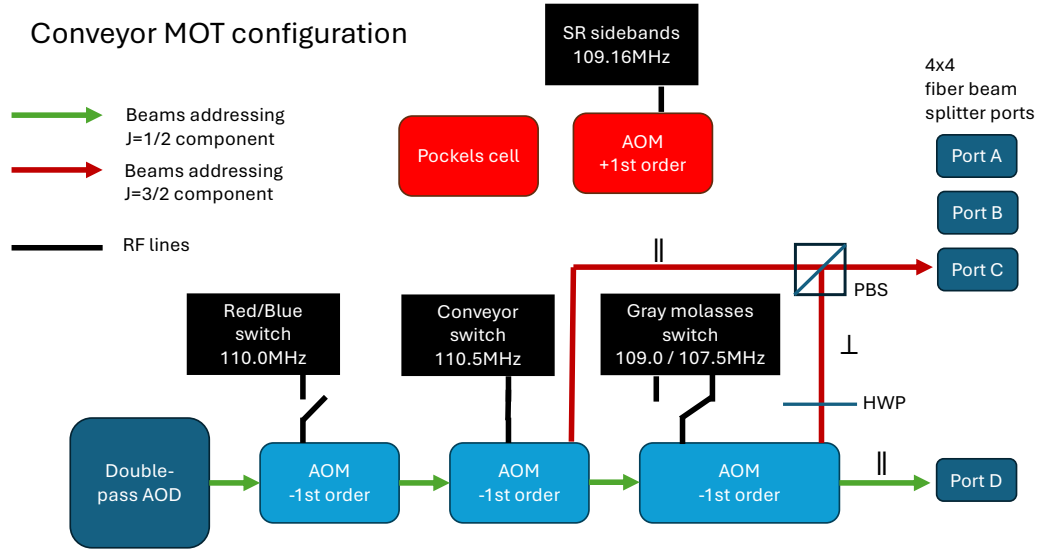 Conveyor MOT configuration
Beams addressing
J=1/2 component
Beams addressing
J=3/2 component
RF lines
SR sidebands
109.16MHz
Pockels cell
AOM
+1st order
4x4
fiber beam
splitter ports
Port A
Port B
Port C
||
PBS
⊥
HWP
Red/Blue
switch
110.0MHz
Conveyor
switch
110.5MHz
Gray molasses
switch
109.0 / 107.5MHz
Double-
pass AOD
AOM
-1st order
AOM
-1st order
AOM
-1st order
||
Port D